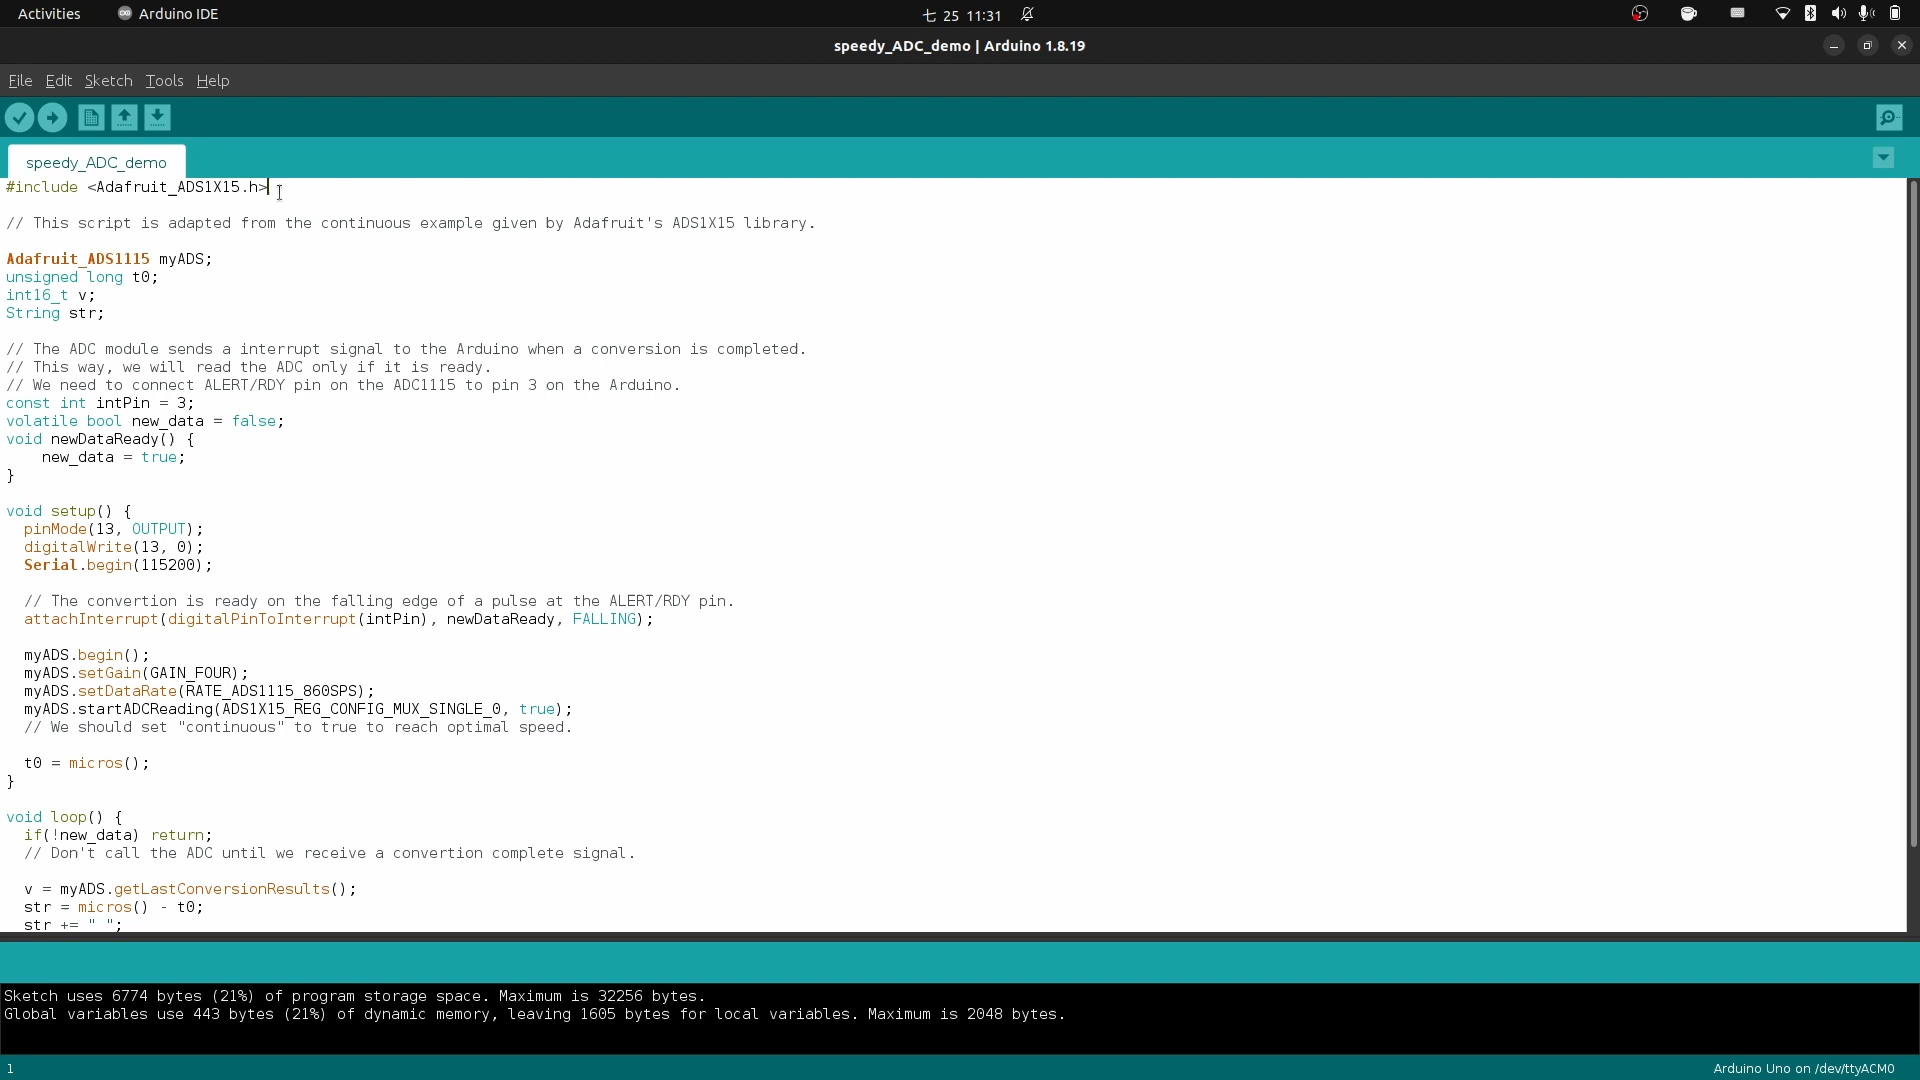 Activities Arduino IDE 七 25 11:31
speedy_ADC_demo | Arduino 1.8.19
File Edit Sketch Tools Help
speedy_ADC_demo
#include <Adafruit_ADS1X15.h>
// This script is adapted from the continuous example given by Adafruit's ADS1X15 library.
Adafruit_ADS1115 myADS;
unsigned long t0;
int16_t v;
String str;
// The ADC module sends a interrupt signal to the Arduino when a conversion is completed.
// This way, we will read the ADC only if it is ready.
// We need to connect ALERT/RDY pin on the ADC1115 to pin 3 on the Arduino.
const int intPin = 3;
volatile bool new_data = false;
void newDataReady() {
    new_data = true;
}
void setup() {
  pinMode(13, OUTPUT);
  digitalWrite(13, 0);
  Serial.begin(115200);
  // The convertion is ready on the falling edge of a pulse at the ALERT/RDY pin.
  attachInterrupt(digitalPinToInterrupt(intPin), newDataReady, FALLING);
  myADS.begin();
  myADS.setGain(GAIN_FOUR);
  myADS.setDataRate(RATE_ADS1115_860SPS);
  myADS.startADCReading(ADS1X15_REG_CONFIG_MUX_SINGLE_0, true);
  // We should set "continuous" to true to reach optimal speed.
  t0 = micros();
}
void loop() {
  if(!new_data) return;
  // Don't call the ADC until we receive a convertion complete signal.
  v = myADS.getLastConversionResults();
  str = micros() - t0;
  str += " ";
Sketch uses 6774 bytes (21%) of program storage space. Maximum is 32256 bytes.
Global variables use 443 bytes (21%) of dynamic memory, leaving 1605 bytes for local variables. Maximum is 2048 bytes.
1 Arduino Uno on /dev/ttyACM0